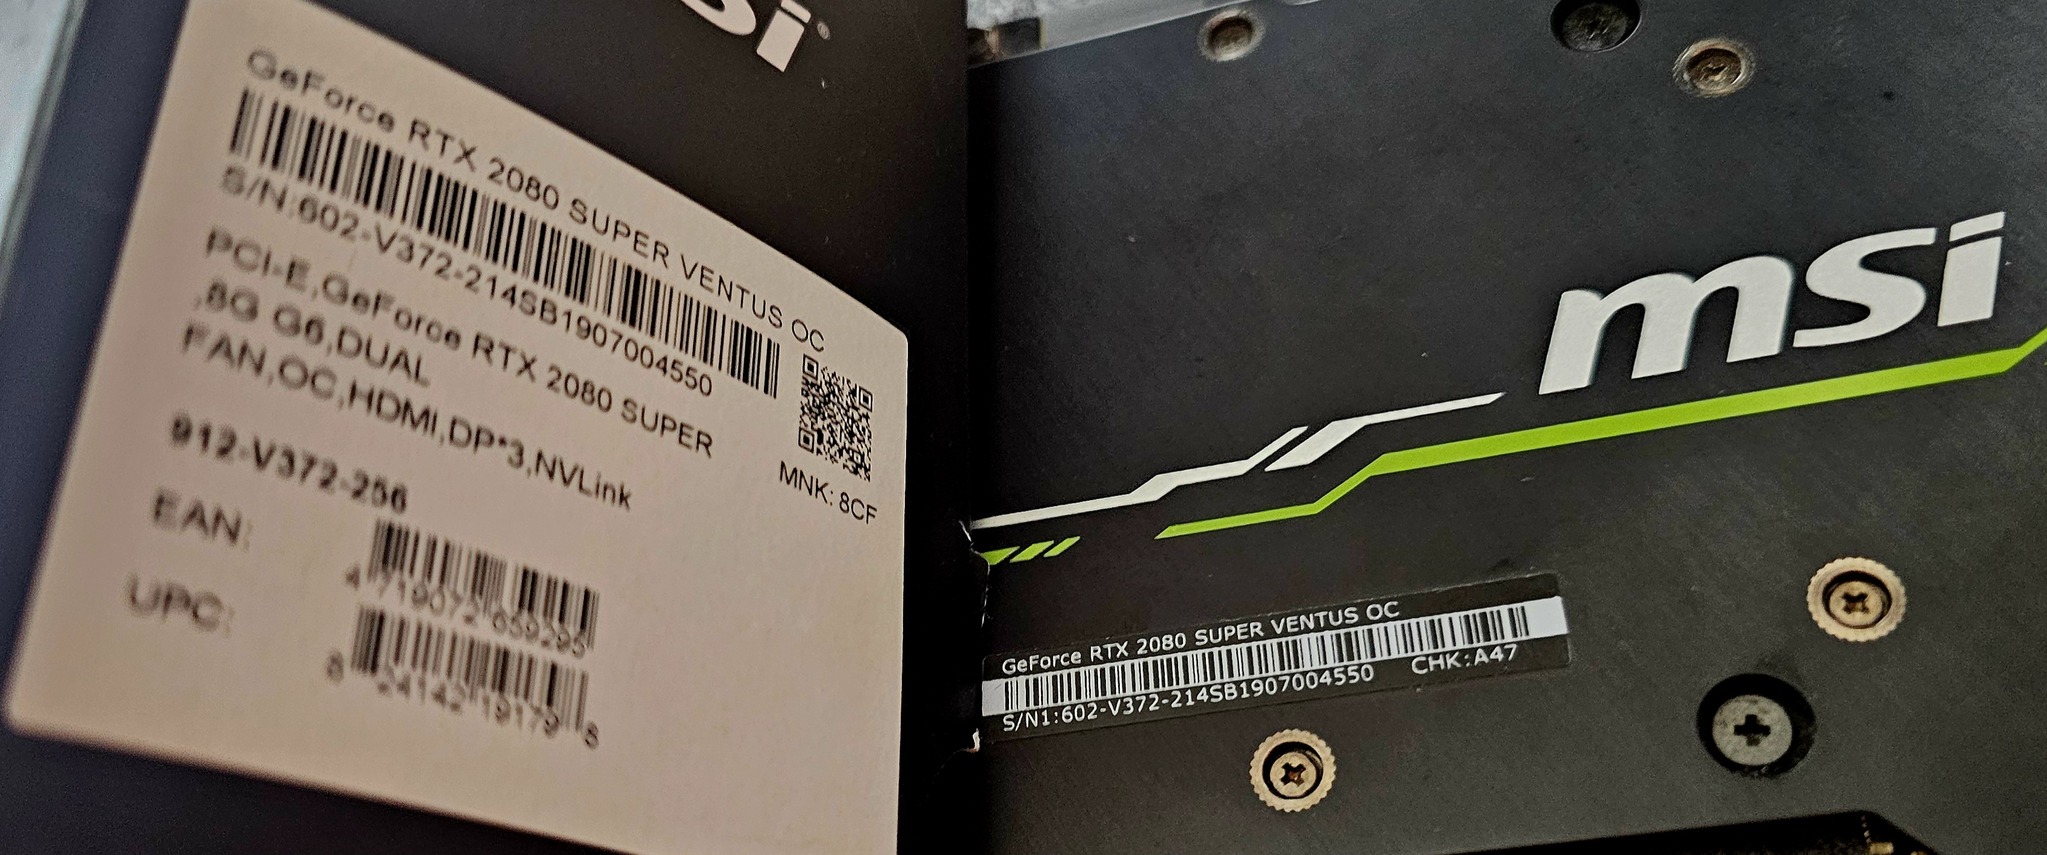 msi
GeForce RTX 2080 SUPER VENTUS OC
S/N:602-V372-214SB1907004550
PCI-E,GeForce RTX 2080 SUPER
,8G G6,DUAL
FAN,OC,HDMI,DP*3,NVLink
MNK: 8CF
912-V372-256
EAN:
4 719072 659295
UPC:
8 24142 19179 8
msi
GeForce RTX 2080 SUPER VENTUS OC
S/N1:602-V372-214SB1907004550 CHK:A47